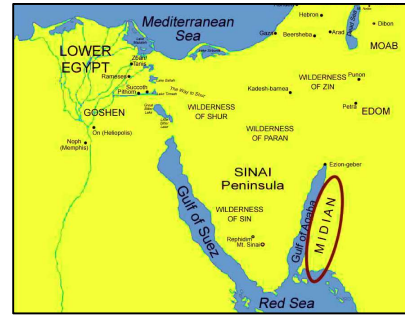 Mediterranean
Sea
Hebron
Gaza
Beersheba
Arad
Dead Sea
Dibon
MOAB
LOWER
EGYPT
Zoan/
Tanis
Rameses
Succoth
Pithom
The Way to Shur
GOSHEN
On (Heliopolis)
Noph
(Memphis)
WILDERNESS
OF SHUR
WILDERNESS
OF ZIN
Kadesh-barnea
Punon
Petra
EDOM
WILDERNESS
OF PARAN
SINAI
Peninsula
Ezion-geber
WILDERNESS
OF SIN
Rephidim
Mt. Sinai
Gulf of Suez
Gulf of Aqaba
MIDIAN
Red Sea